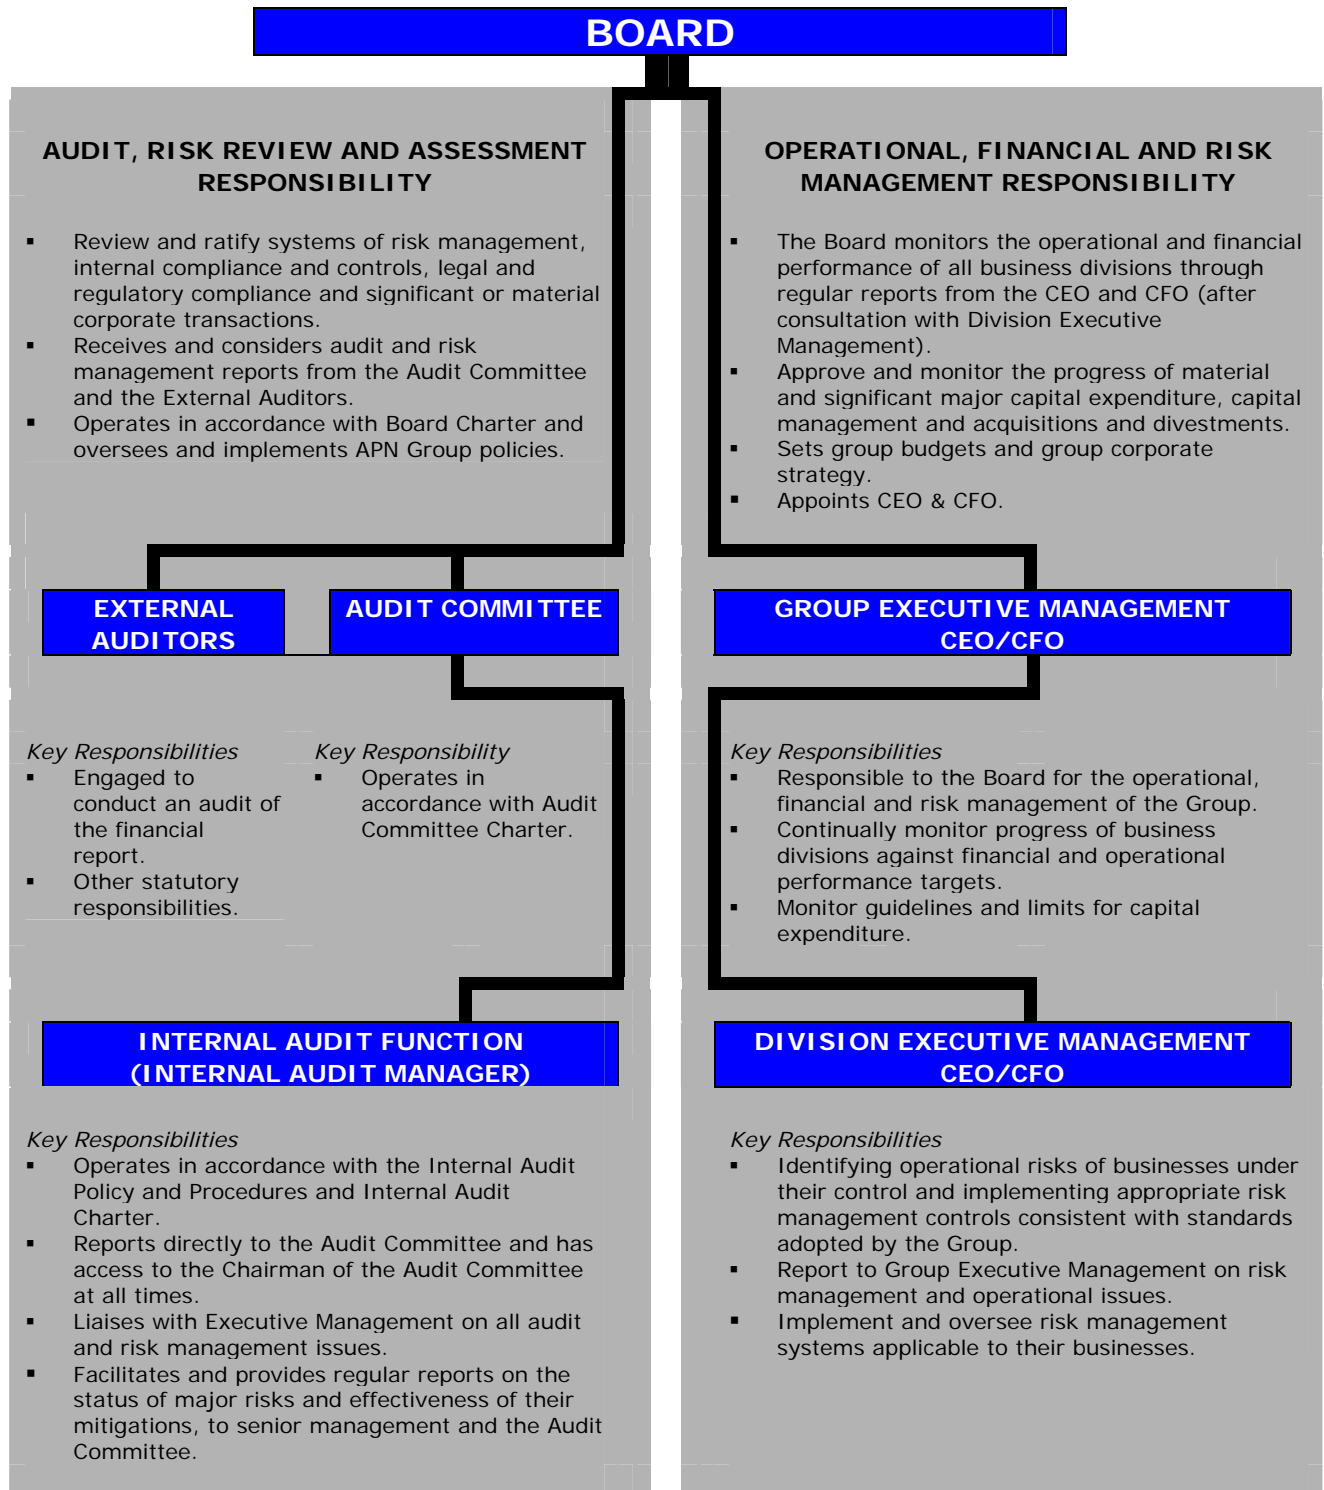 BOARD
AUDIT, RISK REVIEW AND ASSESSMENT
RESPONSIBILITY
▪ Review and ratify systems of risk management,
internal compliance and controls, legal and
regulatory compliance and significant or material
corporate transactions.
▪ Receives and considers audit and risk
management reports from the Audit Committee
and the External Auditors.
▪ Operates in accordance with Board Charter and
oversees and implements APN Group policies.
OPERATIONAL, FINANCIAL AND RISK
MANAGEMENT RESPONSIBILITY
▪ The Board monitors the operational and financial
performance of all business divisions through
regular reports from the CEO and CFO (after
consultation with Division Executive
Management).
▪ Approve and monitor the progress of material
and significant major capital expenditure, capital
management and acquisitions and divestments.
▪ Sets group budgets and group corporate
strategy.
▪ Appoints CEO & CFO.
EXTERNAL
AUDITORS
AUDIT COMMITTEE
GROUP EXECUTIVE MANAGEMENT
CEO/CFO
Key Responsibilities
▪ Engaged to
conduct an audit of
the financial
report.
▪ Other statutory
responsibilities.
Key Responsibility
▪ Operates in
accordance with Audit
Committee Charter.
Key Responsibilities
▪ Responsible to the Board for the operational,
financial and risk management of the Group.
▪ Continually monitor progress of business
divisions against financial and operational
performance targets.
▪ Monitor guidelines and limits for capital
expenditure.
INTERNAL AUDIT FUNCTION
(INTERNAL AUDIT MANAGER)
DIVISION EXECUTIVE MANAGEMENT
CEO/CFO
Key Responsibilities
▪ Operates in accordance with the Internal Audit
Policy and Procedures and Internal Audit
Charter.
▪ Reports directly to the Audit Committee and has
access to the Chairman of the Audit Committee
at all times.
▪ Liaises with Executive Management on all audit
and risk management issues.
▪ Facilitates and provides regular reports on the
status of major risks and effectiveness of their
mitigations, to senior management and the Audit
Committee.
Key Responsibilities
▪ Identifying operational risks of businesses under
their control and implementing appropriate risk
management controls consistent with standards
adopted by the Group.
▪ Report to Group Executive Management on risk
management and operational issues.
▪ Implement and oversee risk management
systems applicable to their businesses.